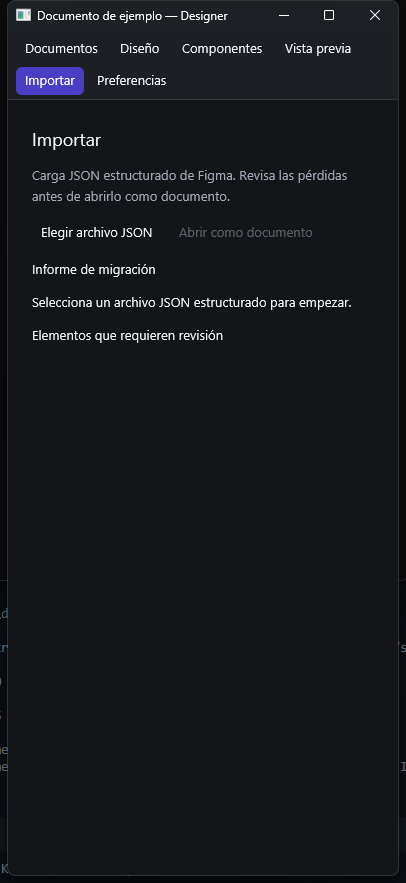 Documento de ejemplo — Designer
Documentos Diseño Componentes Vista previa
Importar Preferencias
Importar
Carga JSON estructurado de Figma. Revisa las pérdidas
antes de abrirlo como documento.
Elegir archivo JSON Abrir como documento
Informe de migración
Selecciona un archivo JSON estructurado para empezar.
Elementos que requieren revisión